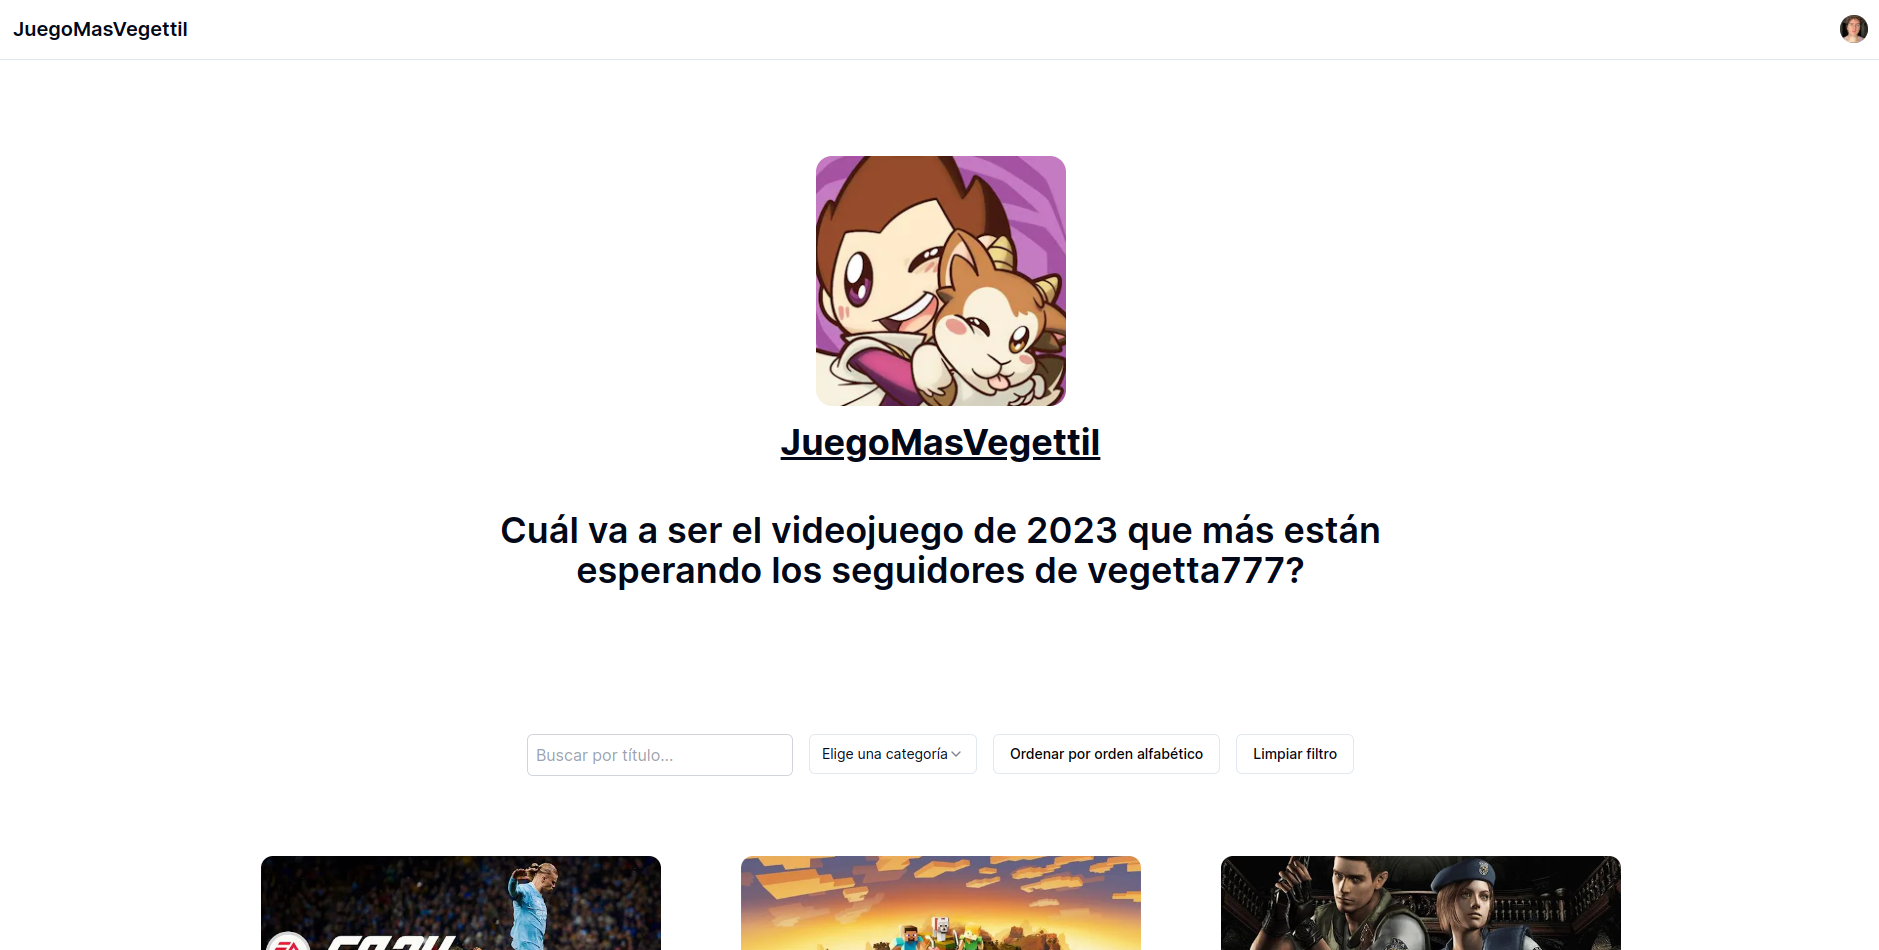 JuegoMasVegettil
JuegoMasVegettil
Cuál va a ser el videojuego de 2023 que más están
esperando los seguidores de vegetta777?
Buscar por título...
Elige una categoría
Ordenar por orden alfabético
Limpiar filtro
EA